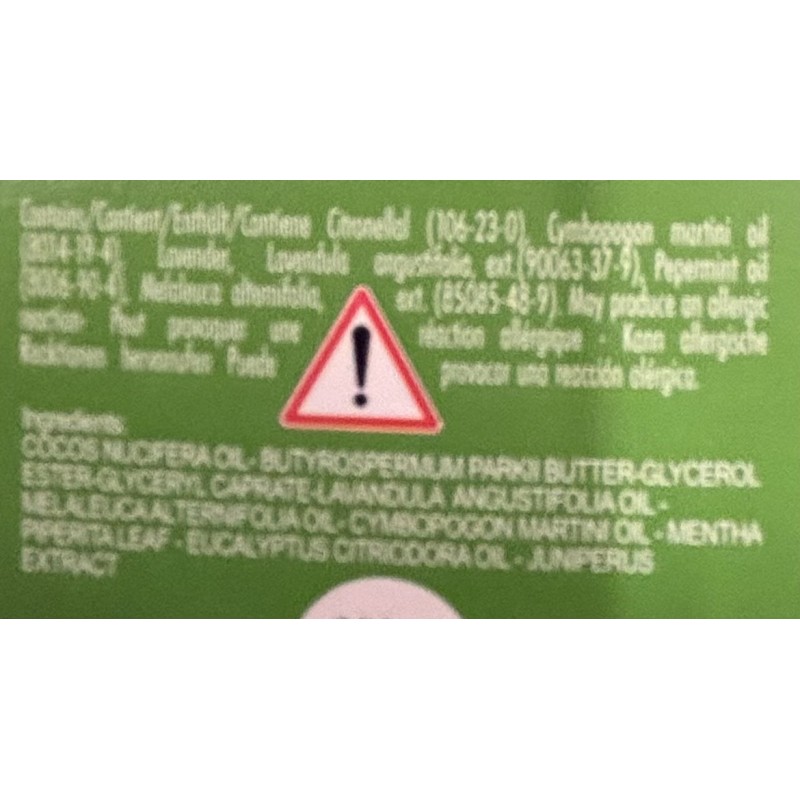 Contains/Contient/Enthält/Contiene Citronellol (106-23-0), Cymbopogon martini oil
(8014-19-4), Lavender, Lavandula angustifolia, ext.(90063-37-9), Pepermint oil
(8006-90-4), Melaleuca alternifolia, ext. (85085-48-9). May produce an allergic
reaction- Peut provoquer une réaction allergique - Kann allergische
Reaktionen hervorrufen Puede provocar una reacción alérgica.
Ingredients:
COCOS NUCIFERA OIL- BUTYROSPERMUM PARKII BUTTER-GLYCEROL
ESTER-GLYCERYL CAPRATE-LAVANDULA ANGUSTIFOLIA OIL -
MELALEUCA ALTERNIFOLIA OIL- CYMBOPOGON MARTINI OIL - MENTHA
PIPERITA LEAF - EUCALYPTUS CITRIODORA OIL - JUNIPERUS
EXTRACT